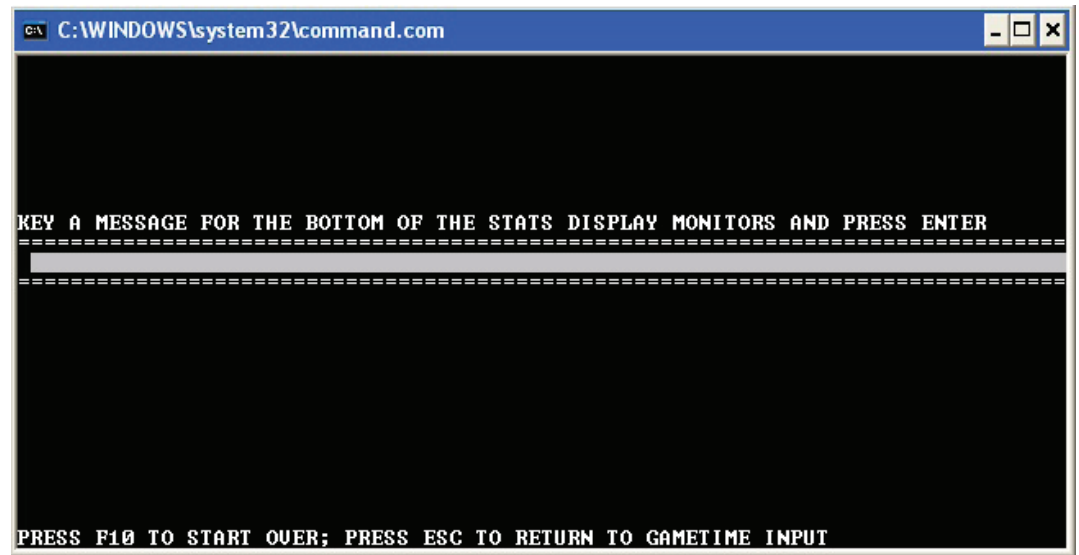 C:\WINDOWS\system32\command.com
KEY A MESSAGE FOR THE BOTTOM OF THE STATS DISPLAY MONITORS AND PRESS ENTER
================================================================================
================================================================================
PRESS F10 TO START OVER; PRESS ESC TO RETURN TO GAMETIME INPUT